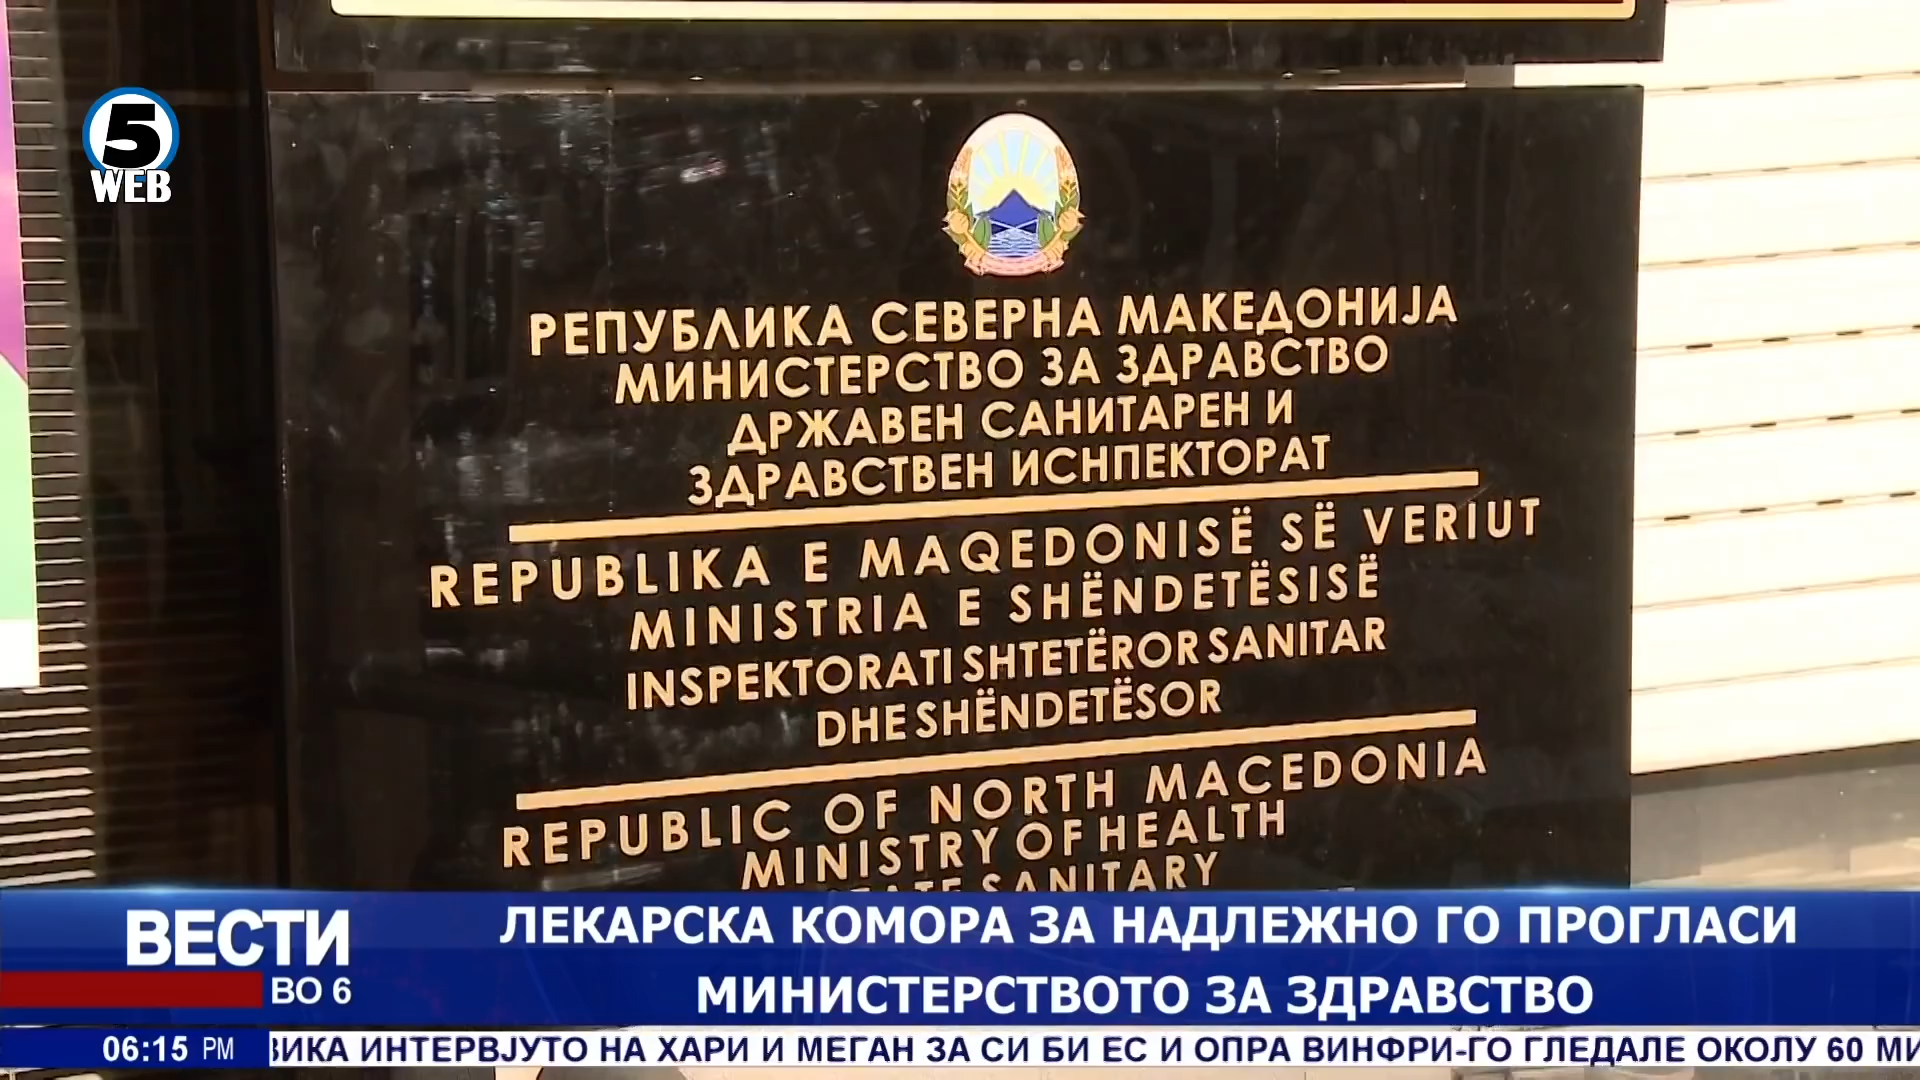 5
WEB
РЕПУБЛИКА СЕВЕРНА МАКЕДОНИЈА
МИНИСТЕРСТВО ЗА ЗДРАВСТВО
ДРЖАВЕН САНИТАРЕН И
ЗДРАВСТВЕН ИСНПЕКТОРАТ
REPUBLIKA E MAQEDONISË SË VERIUT
MINISTRIA E SHËNDETËSISË
INSPEKTORATI SHTETËROR SANITAR
DHE SHËNDETËSOR
REPUBLIC OF NORTH MACEDONIA
MINISTRY OF HEALTH
SANITARY
ВЕСТИ
ВО 6
ЛЕКАРСКА КОМОРА ЗА НАДЛЕЖНО ГО ПРОГЛАСИ
МИНИСТЕРСТВОТО ЗА ЗДРАВСТВО
06:15 PM
ИНТЕРВЈУТО НА ХАРИ И МЕГАН ЗА СИ БИ ЕС И ОПРА ВИНФРИ-ГО ГЛЕДАЛЕ ОКОЛУ 60